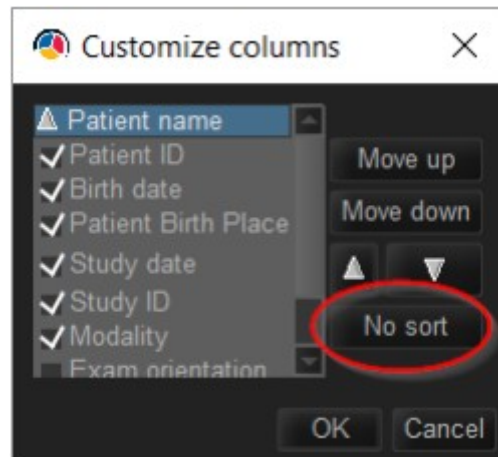 Customize columns
Patient name
Patient ID
Birth date
Patient Birth Place
Study date
Study ID
Modality
Exam orientation
Move up
Move down
No sort
OK
Cancel